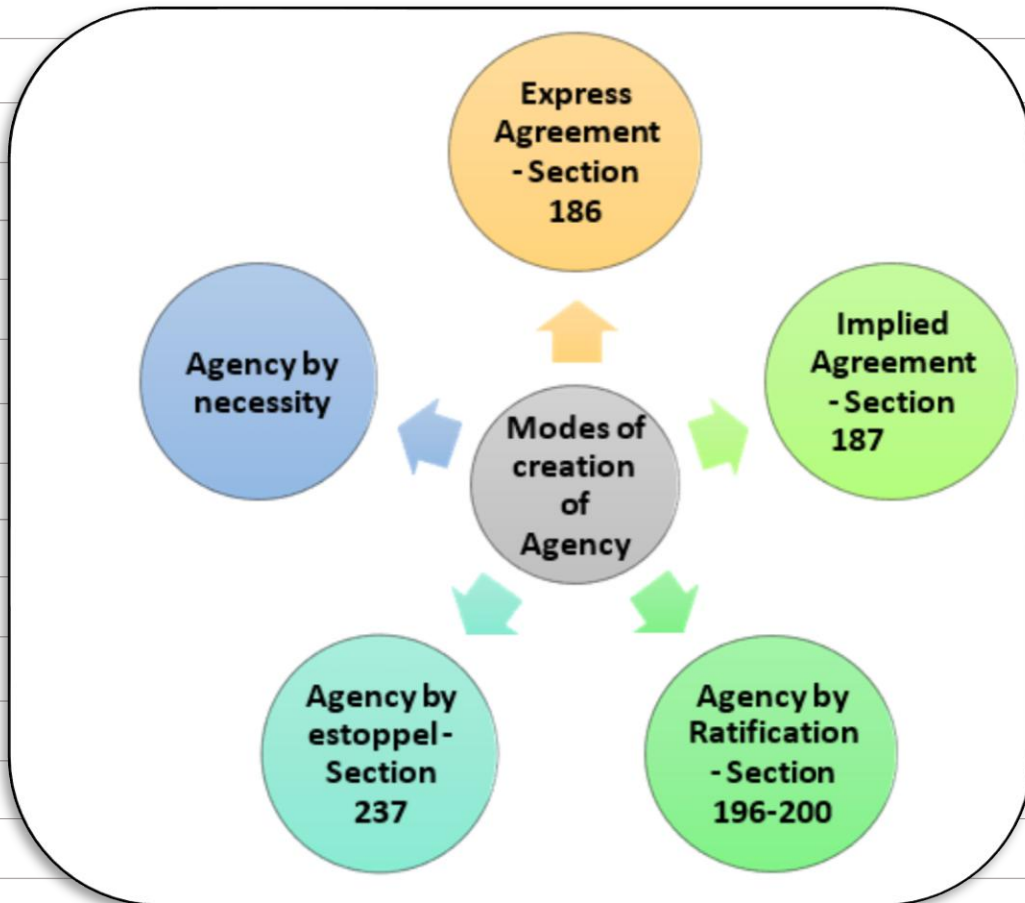 Express
Agreement
- Section
186
Implied
Agreement
- Section
187
Agency by
Ratification
- Section
196-200
Agency by
estoppel -
Section
237
Agency by
necessity
Modes of
creation
of
Agency